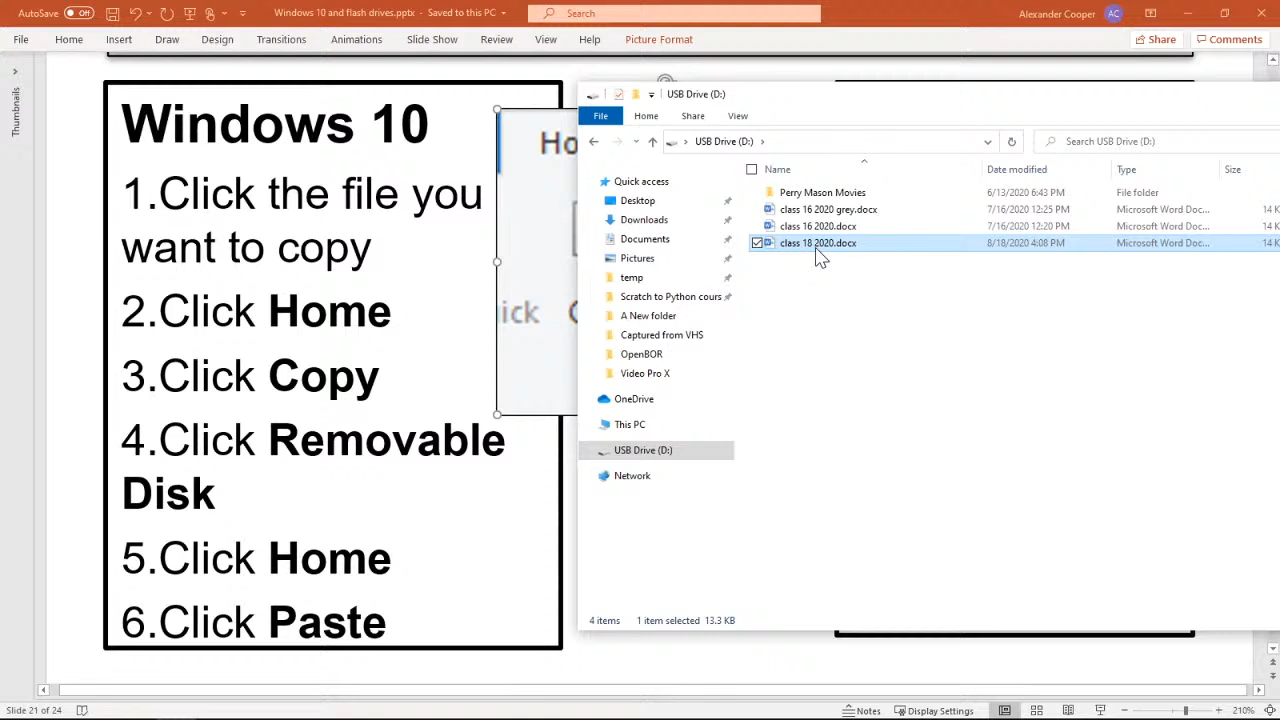 AutoSave Off Windows 10 and flash drives.pptx - Saved to this PC Search Alexander Cooper AC
File Home Insert Draw Design Transitions Animations Slide Show Review View Help Picture Format Share Comments
Thumbnails
Windows 10
1.Click the file you
want to copy
2.Click Home
3.Click Copy
4.Click Removable
Disk
5.Click Home
6.Click Paste
Ho
ick
USB Drive (D:)
File Home Share View
USB Drive (D:) Search USB Drive (D:)
Name Date modified Type Size
Perry Mason Movies 6/13/2020 6:43 PM File folder
class 16 2020 grey.docx 7/16/2020 12:25 PM Microsoft Word Doc... 14 K
class 16 2020.docx 7/16/2020 12:20 PM Microsoft Word Doc... 14 K
class 18 2020.docx 8/18/2020 4:08 PM Microsoft Word Doc... 14 K
Quick access
Desktop
Downloads
Documents
Pictures
temp
Scratch to Python cours
A New folder
Captured from VHS
OpenBOR
Video Pro X
OneDrive
This PC
USB Drive (D:)
Network
4 items 1 item selected 13.3 KB
Slide 21 of 24 Notes Display Settings 210%